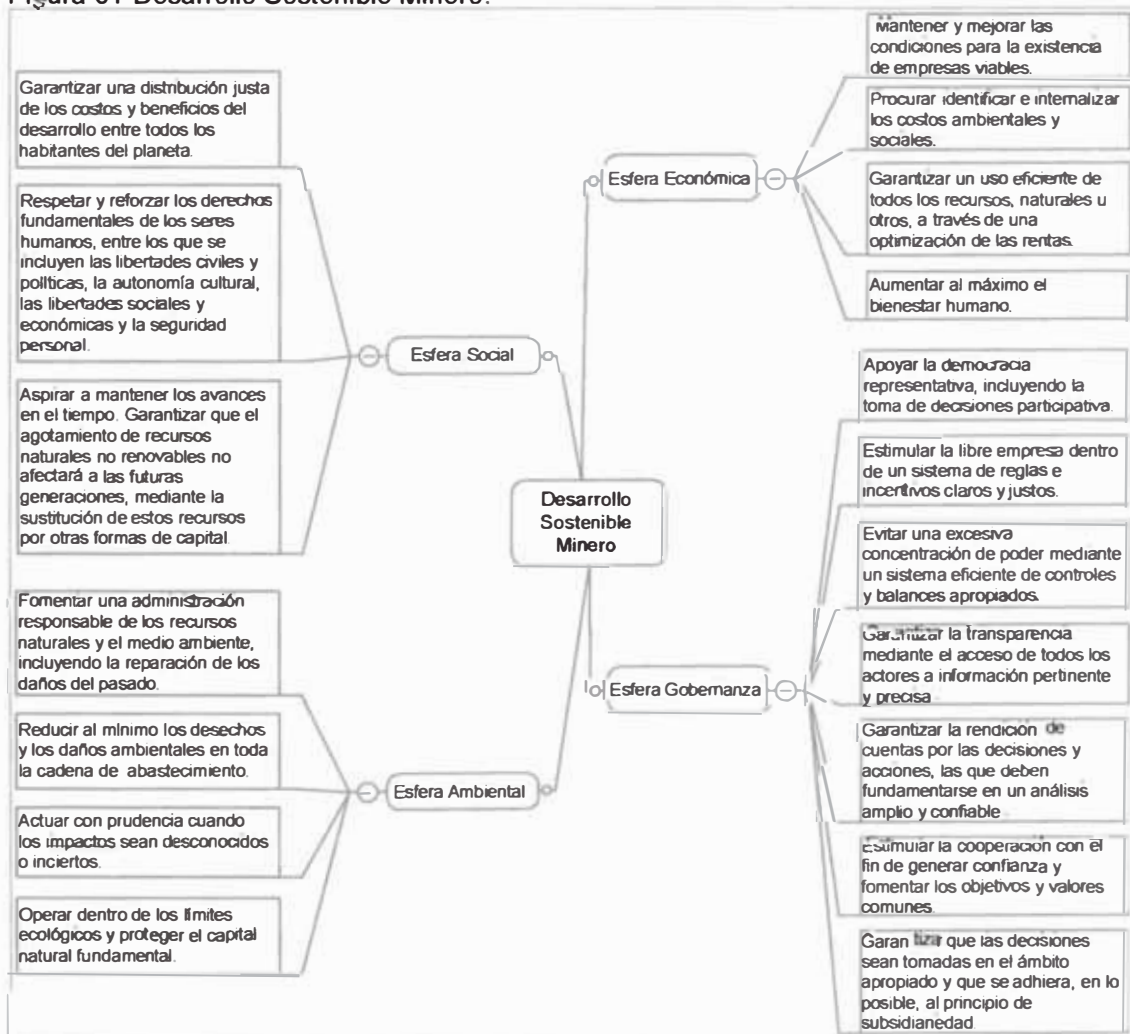 Figura 01 Desarrollo Sostenible Minero.
Garantizar una distribución justa
de los costos y beneficios del
desarrollo entre todos los
habitantes del planeta.
Respetar y reforzar los derechos
fundamentales de los seres
humanos, entre los que se
incluyen las libertades civiles y
políticas, la autonomía cultural,
las libertades sociales y
económicas y la seguridad
personal.
Aspirar a mantener los avances
en el tiempo. Garantizar que el
agotamiento de recursos
naturales no renovables no
afectará a las futuras
generaciones, mediante la
sustitución de estos recursos
por otras formas de capital.
Esfera Social
Fomentar una administración
responsable de los recursos
naturales y el medio ambiente,
incluyendo la reparación de los
daños del pasado.
Reducir al mínimo los desechos
y los daños ambientales en toda
la cadena de abastecimiento.
Actuar con prudencia cuando
los impactos sean desconocidos
o inciertos.
Operar dentro de los límites
ecológicos y proteger el capital
natural fundamental.
Esfera Ambiental
Desarrollo
Sostenible
Minero
Esfera Económica
Mantener y mejorar las
condiciones para la existencia
de empresas viables.
Procurar identificar e internalizar
los costos ambientales y
sociales.
Garantizar un uso eficiente de
todos los recursos, naturales u
otros, a través de una
optimización de las rentas.
Aumentar al máximo el
bienestar humano.
Esfera Gobernanza
Apoyar la democracia
representativa, incluyendo la
toma de decisiones participativa.
Estimular la libre empresa dentro
de un sistema de reglas e
incentivos claros y justos.
Evitar una excesiva
concentración de poder mediante
un sistema eficiente de controles
y balances apropiados.
Garantizar la transparencia
mediante el acceso de todos los
actores a información pertinente
y precisa
Garantizar la rendición de
cuentas por las decisiones y
acciones, las que deben
fundamentarse en un análisis
amplio y confiable
Estimular la cooperación con el
fin de generar confianza y
fomentar los objetivos y valores
comunes.
Garantizar que las decisiones
sean tomadas en el ámbito
apropiado y que se adhiera, en lo
posible, al principio de
subsidianedad